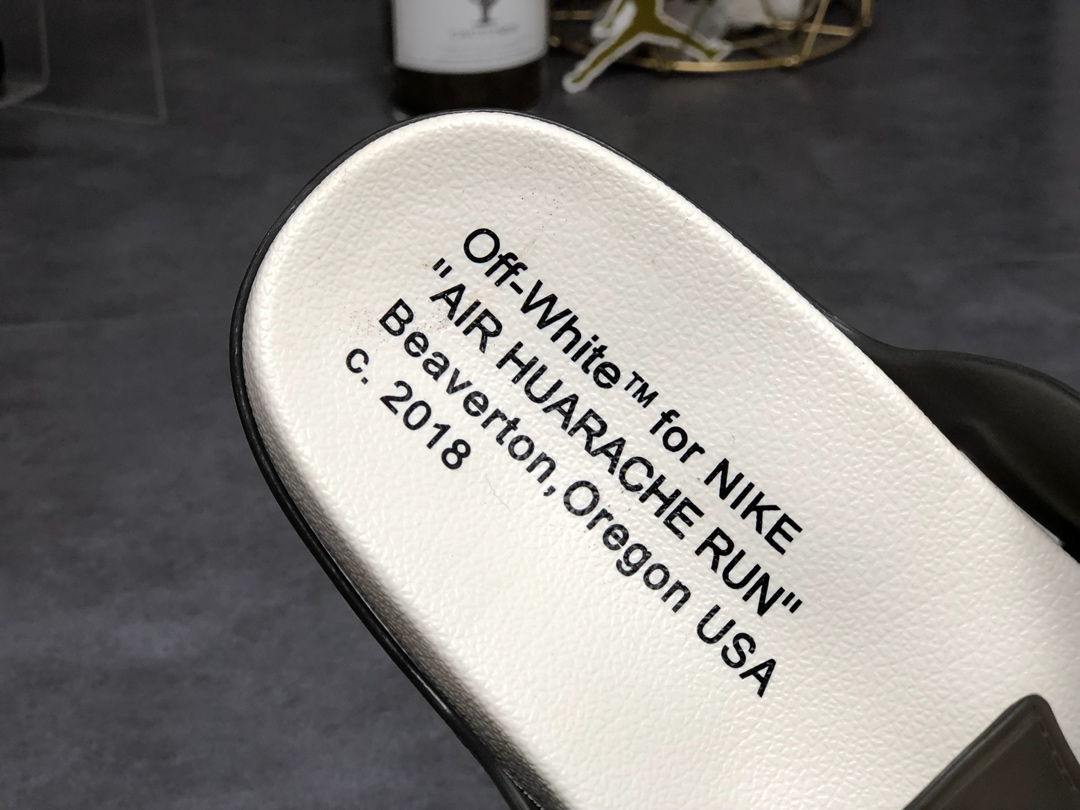 Off-White™ for NIKE
"AIR HUARACHE RUN"
Beaverton, Oregon USA
c. 2018